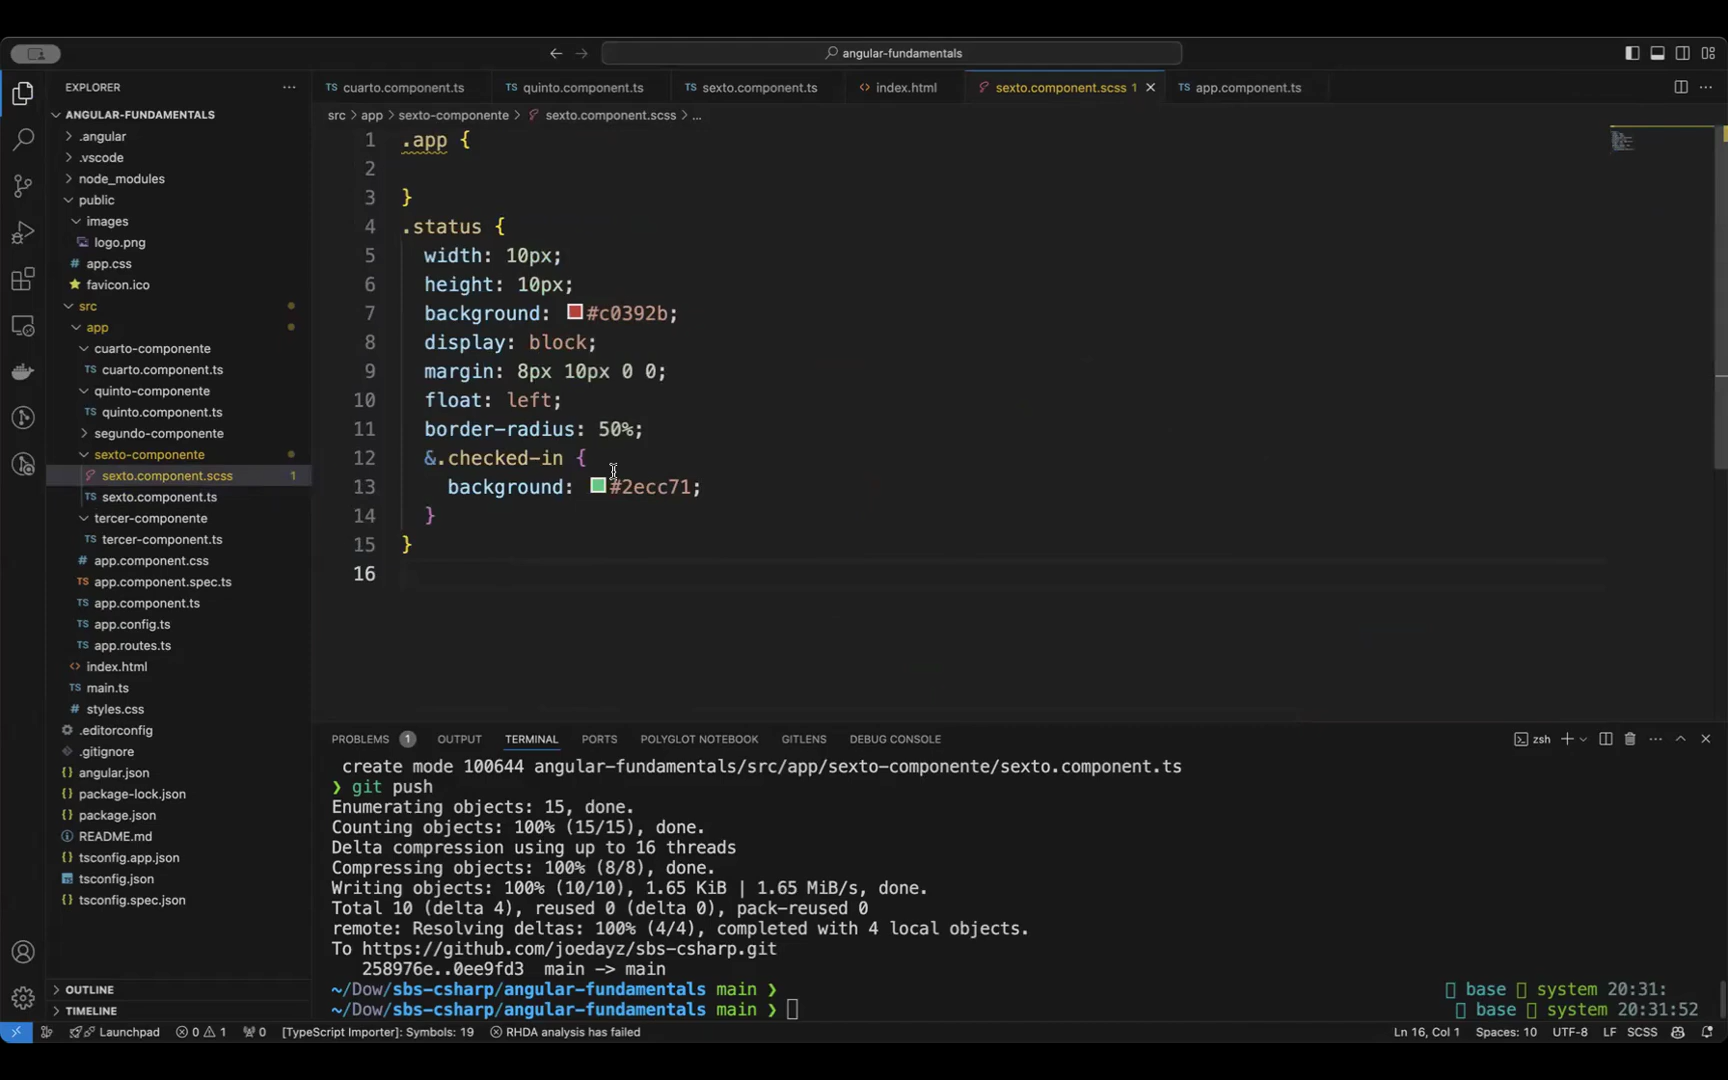 angular-fundamentals
EXPLORER
cuarto.component.ts
quinto.component.ts
sexto.component.ts
index.html
sexto.component.scss 1
app.component.ts
ANGULAR-FUNDAMENTALS
src > app > sexto-componente > sexto.component.scss > ...
.angular
.vscode
node_modules
public
images
logo.png
app.css
favicon.ico
src
app
cuarto-componente
cuarto.component.ts
quinto-componente
quinto.component.ts
segundo-componente
sexto-componente
sexto.component.scss 1
sexto.component.ts
tercer-componente
tercer-componente.ts
app.component.css
app.component.spec.ts
app.component.ts
app.config.ts
app.routes.ts
index.html
main.ts
styles.css
.editorconfig
.gitignore
angular.json
package-lock.json
package.json
README.md
tsconfig.app.json
tsconfig.json
tsconfig.spec.json
OUTLINE
TIMELINE
1 .app {
2
3 }
4 .status {
5 width: 10px;
6 height: 10px;
7 background: #c0392b;
8 display: block;
9 margin: 8px 10px 0 0;
10 float: left;
11 border-radius: 50%;
12 &.checked-in {
13 background: #2ecc71;
14 }
15 }
16
PROBLEMS 1 OUTPUT TERMINAL PORTS POLYGLOT NOTEBOOK GITLENS DEBUG CONSOLE
zsh
create mode 100644 angular-fundamentals/src/app/sexto-componente/sexto.component.ts
❯ git push
Enumerating objects: 15, done.
Counting objects: 100% (15/15), done.
Delta compression using up to 16 threads
Compressing objects: 100% (8/8), done.
Writing objects: 100% (10/10), 1.65 KiB | 1.65 MiB/s, done.
Total 10 (delta 4), reused 0 (delta 0), pack-reused 0
remote: Resolving deltas: 100% (4/4), completed with 4 local objects.
To https://github.com/joedayz/sbs-csharp.git
258976e..0ee9fd3 main -> main
~/Dow/sbs-csharp/angular-fundamentals main ❯ base system 20:31:
~/Dow/sbs-csharp/angular-fundamentals main ❯ base system 20:31:52
Launchpad 0 1 0 [TypeScript Importer]: Symbols: 19 RHDA analysis has failed Ln 16, Col 1 Spaces: 10 UTF-8 LF SCSS